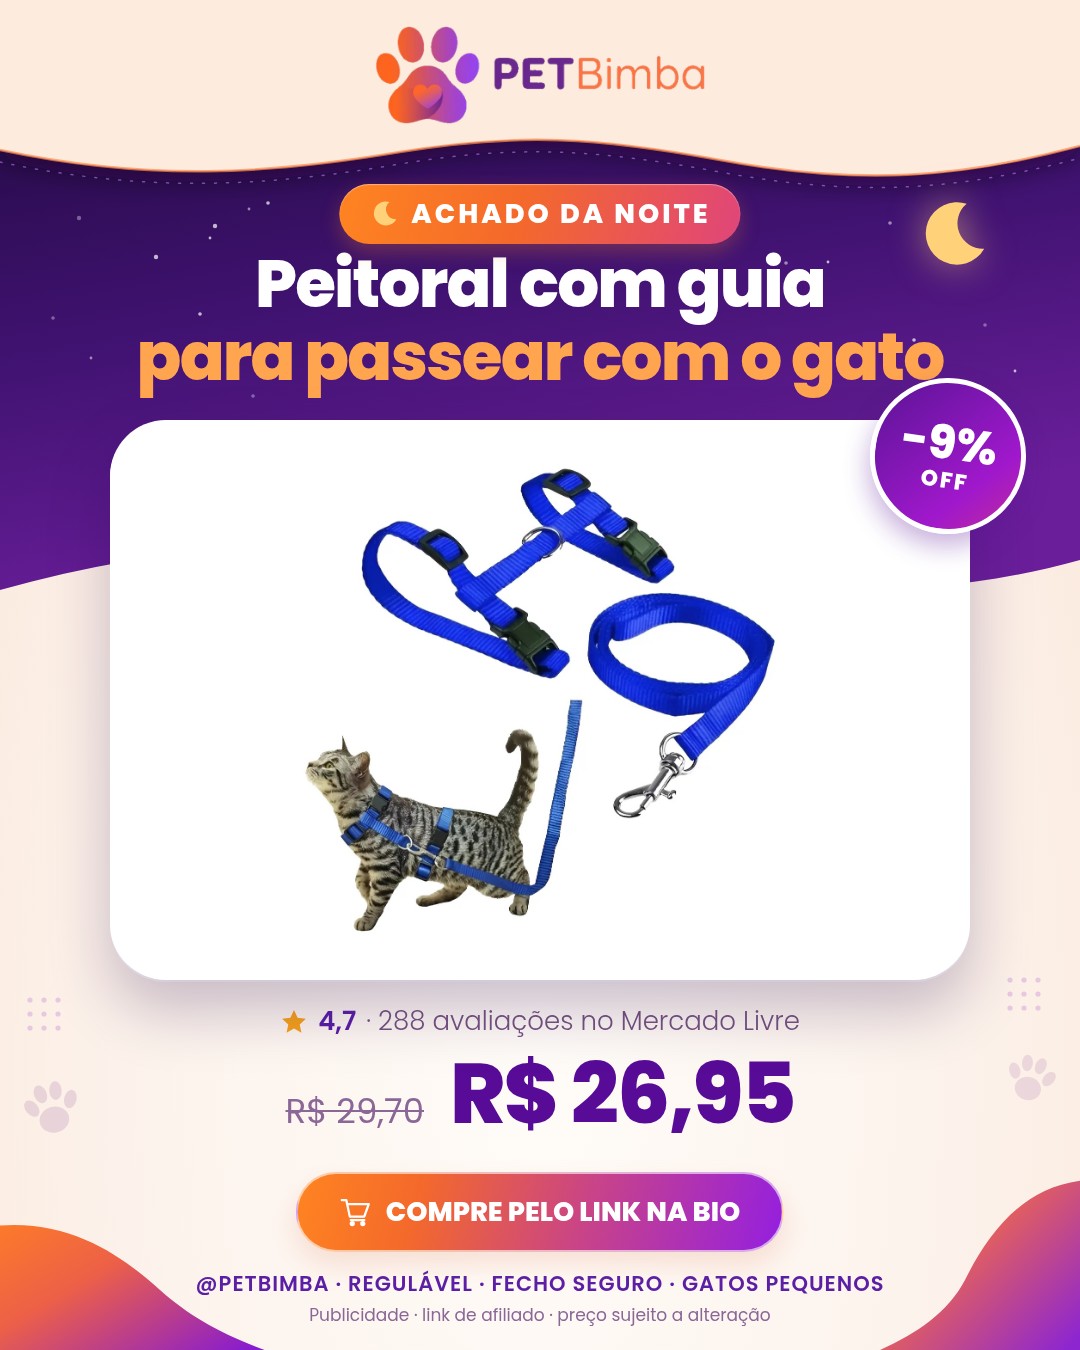 PETBimba
ACHADO DA NOITE
Peitoral com guia
para passear com o gato
-9%
OFF
4,7 · 288 avaliações no Mercado Livre
R$ 29,70 R$ 26,95
COMPRE PELO LINK NA BIO
@PETBIMBA · REGULÁVEL · FECHO SEGURO · GATOS PEQUENOS
Publicidade · link de afiliado · preço sujeito a alteração